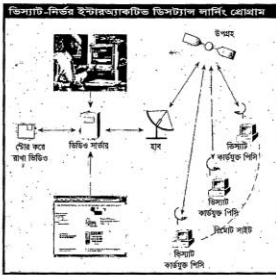 ভিস্যাট-নির্ভর ইন্টারঅ্যাকটিভ ডিসট্যান্স লার্নিং প্রোগ্রাম
উপগ্রহ
স্টোর করে
রাখা ভিডিও
ভিডিও সার্ভার
হাব
ভিস্যাট
কার্ডযুক্ত পিসি
ভিস্যাট
কার্ডযুক্ত পিসি
রিমোট সাইট
ভিস্যাট
কার্ডযুক্ত পিসি